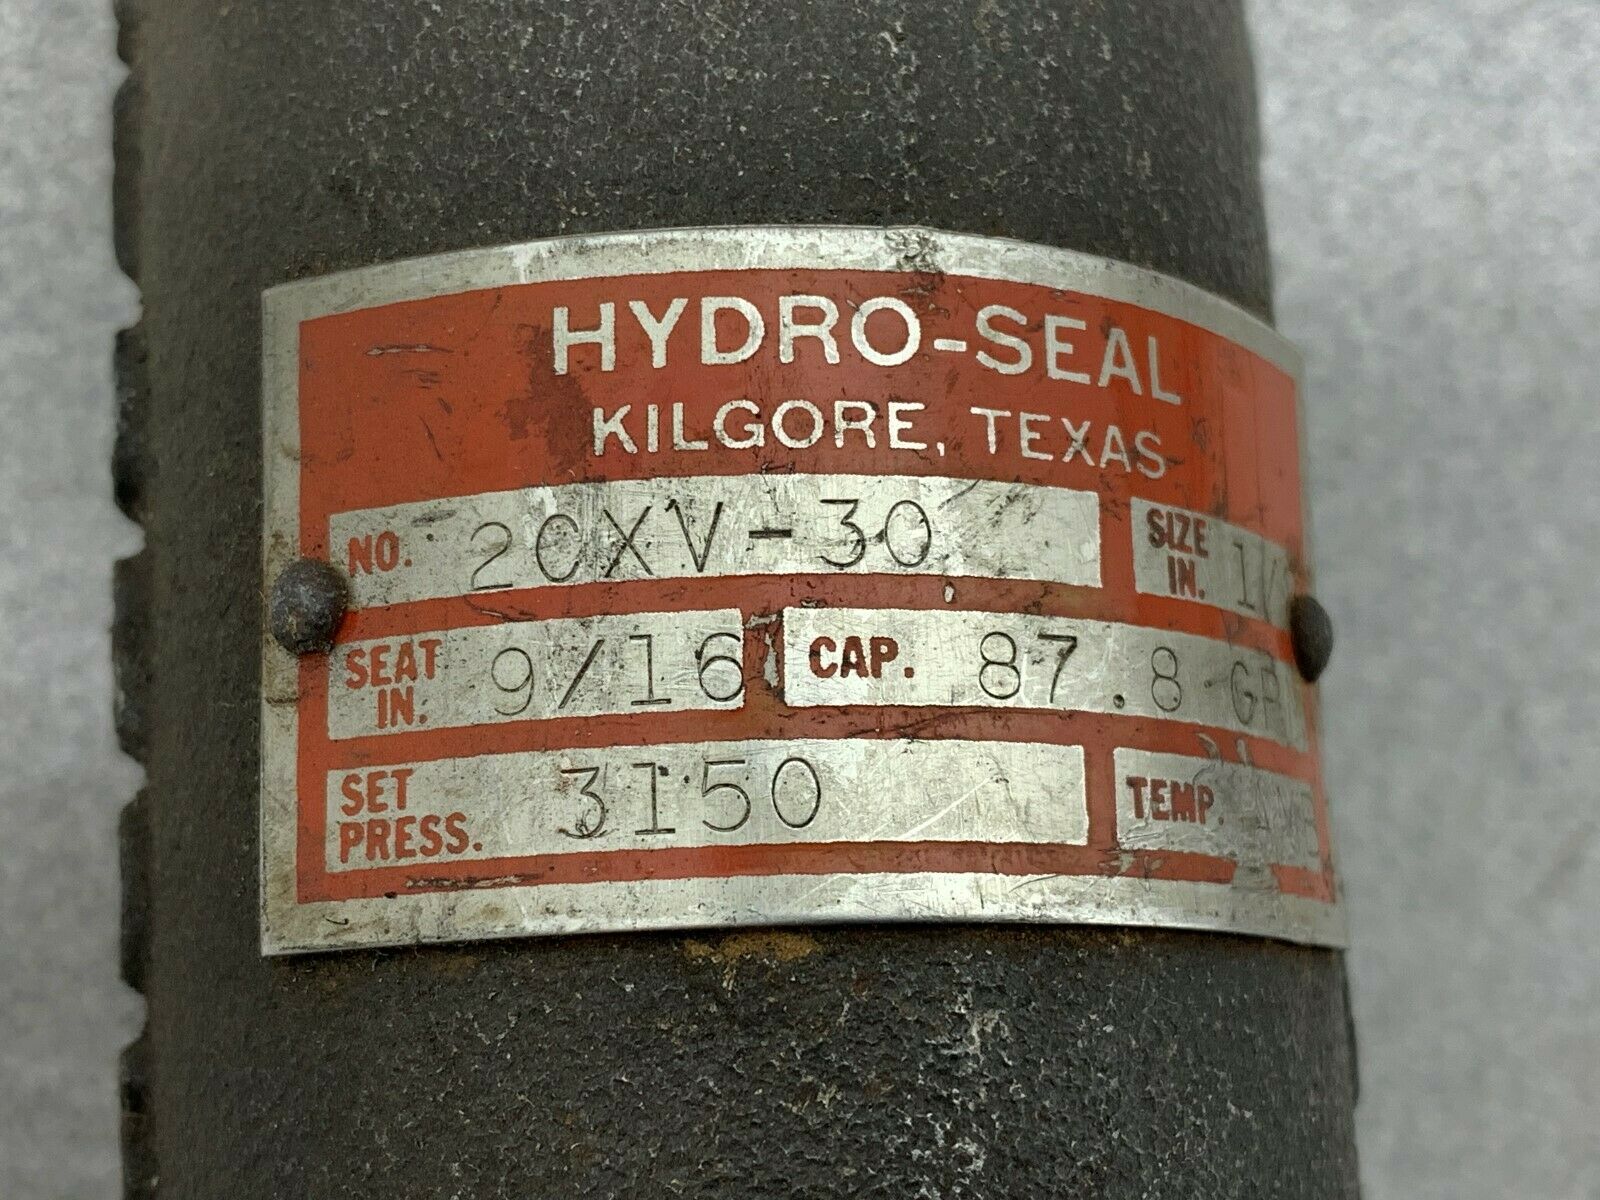 HYDRO-SEAL
KILGORE, TEXAS
NO. 2CXV-30 SIZE IN.
SEAT IN. 9/16 CAP. 87.8
SET PRESS. 3150 TEMP.